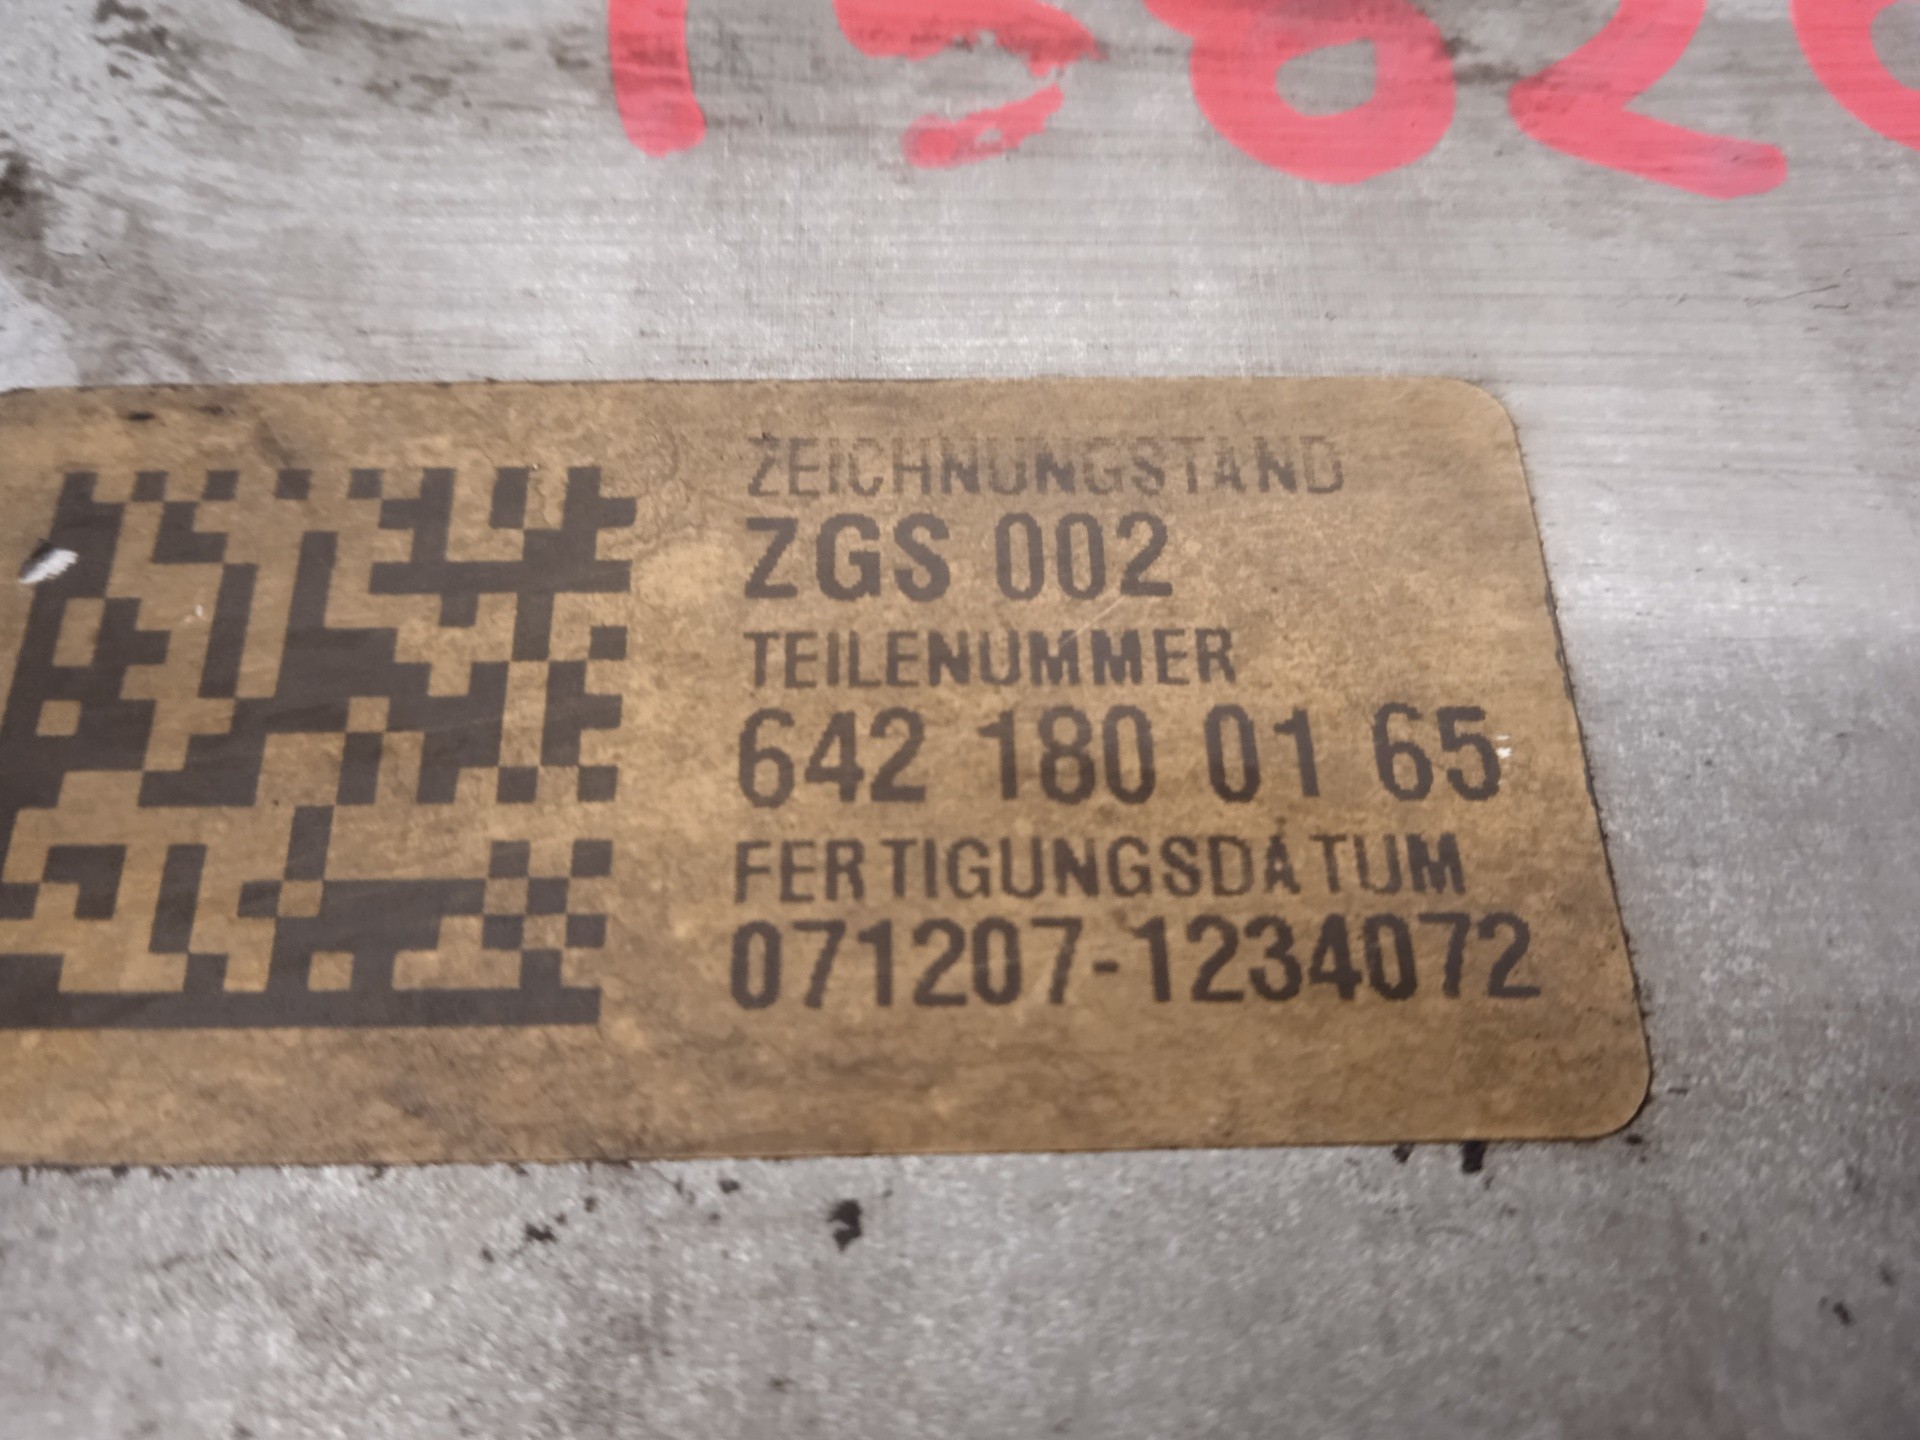 ZEICHNUNGSTAND
ZGS 002
TEILENUMMER
642 180 01 65
FERTIGUNGSDATUM
071207-1234072